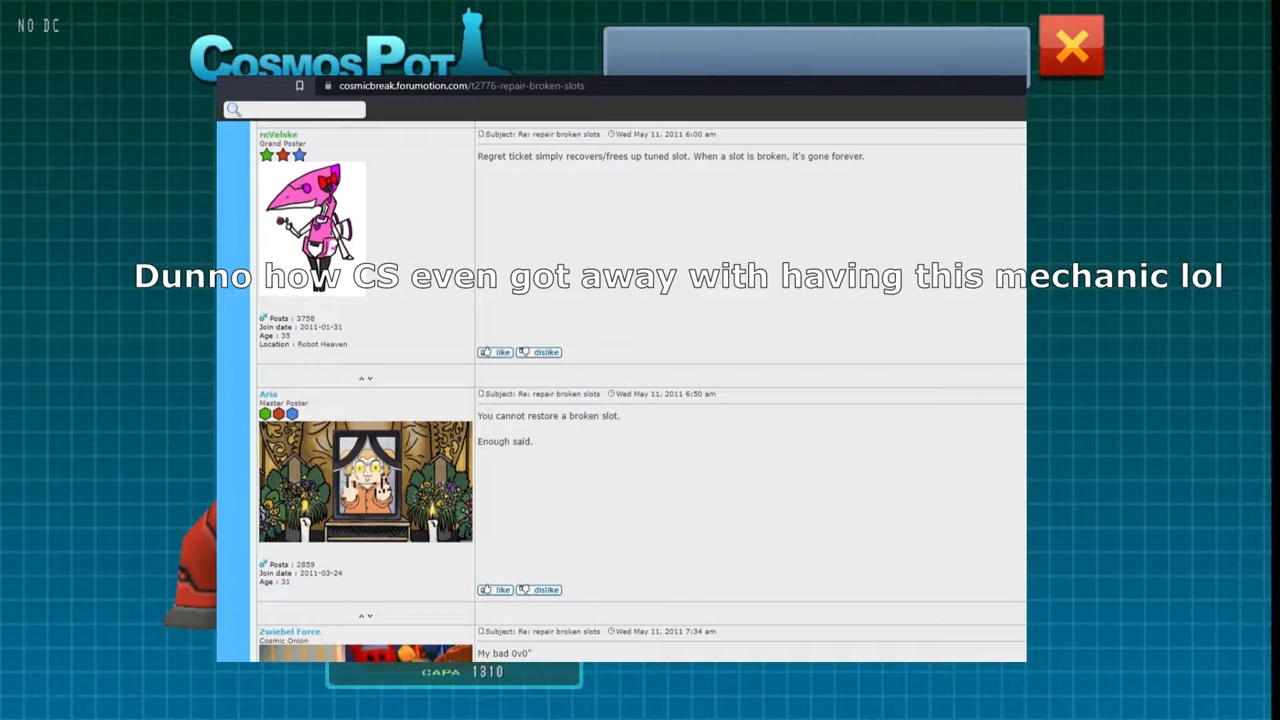 NO DC
COSMOS POT
cosmicbreak.forumotion.com/t2776-repair-broken-slots
reVelske
Grand Poster
Subject: Re: repair broken slots Wed May 11, 2011 6:00 am
Regret ticket simply recovers/frees up tuned slot. When a slot is broken, it's gone forever.
Dunno how CS even got away with having this mechanic lol
Posts : 3758
Join date : 2011-01-31
Age : 35
Location : Robot Heaven
like dislike
Aria
Master Poster
Subject: Re: repair broken slots Wed May 11, 2011 6:50 am
You cannot restore a broken slot.
Enough said.
Posts : 2859
Join date : 2011-03-24
Age : 31
like dislike
Zwiebel Force
Cosmic Onion
Subject: Re: repair broken slots Wed May 11, 2011 7:34 am
My bad 0v0"
CAPA 1310